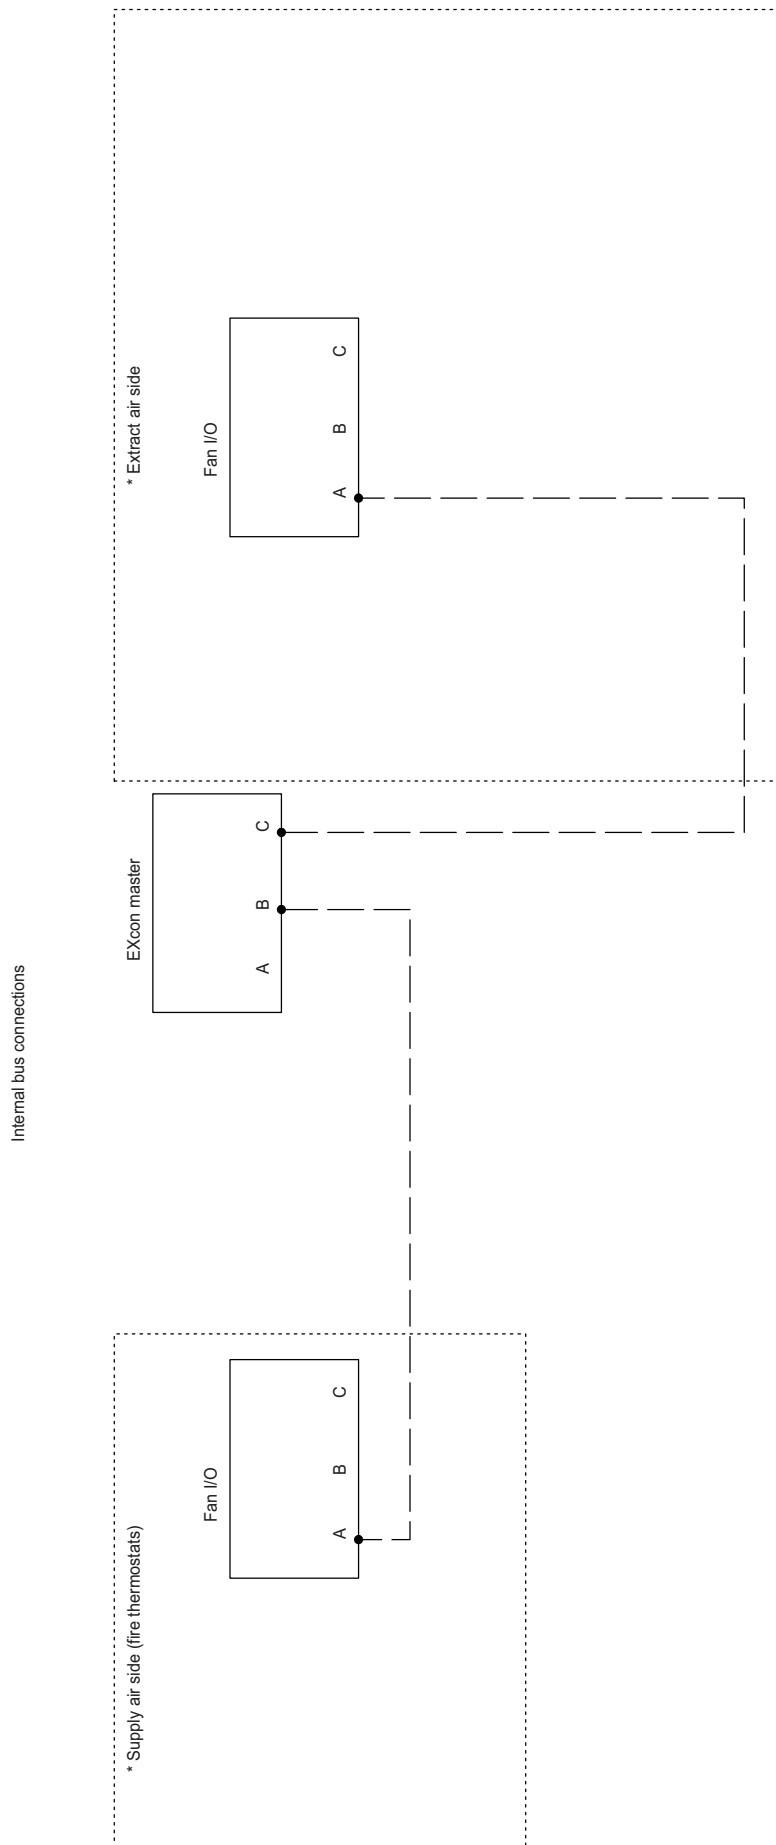 Internal bus connections
* Supply air side (fire thermostats)
Fan I/O
A B C
EXcon master
A B C
* Extract air side
Fan I/O
A B C